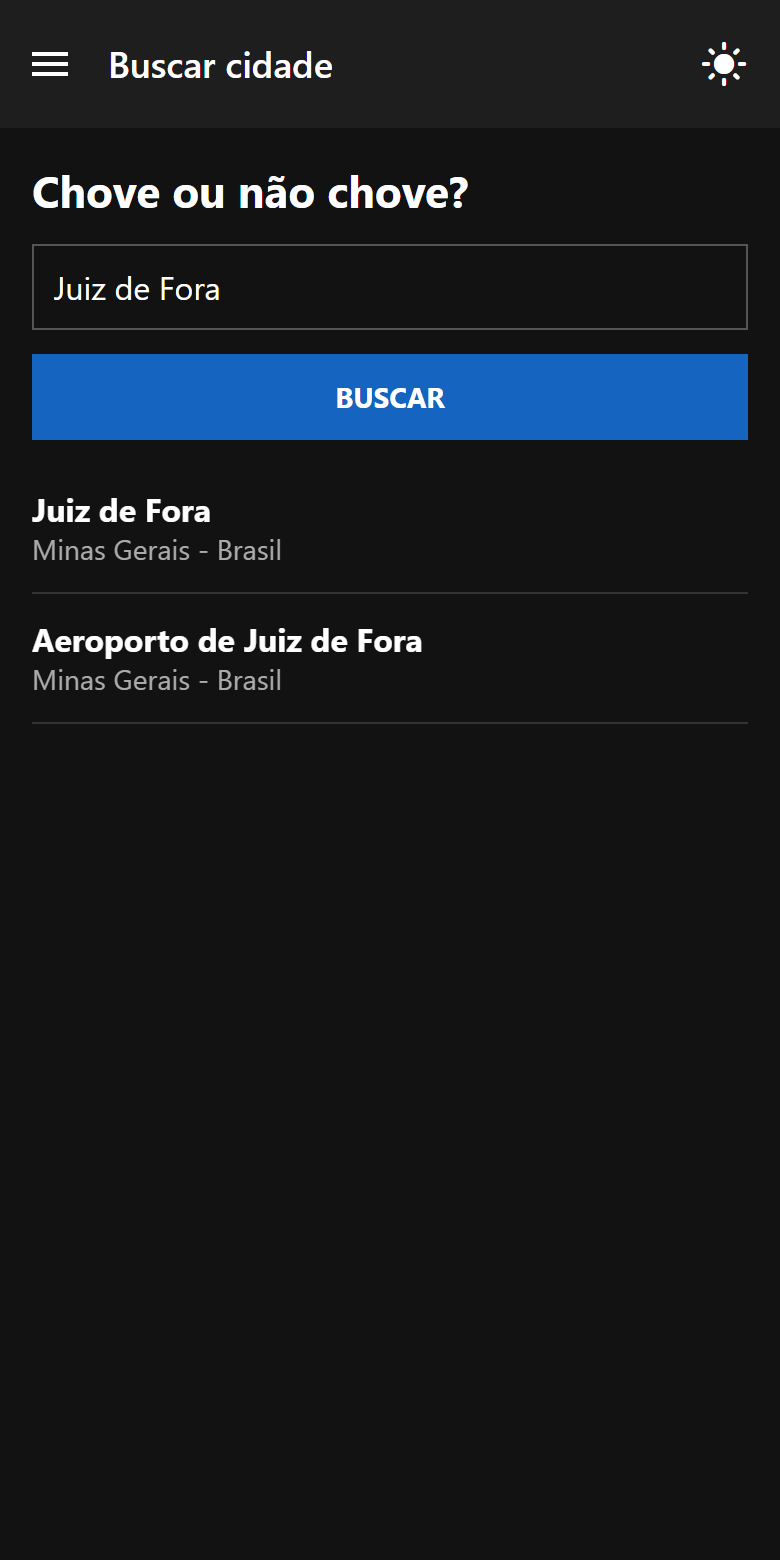 Buscar cidade
Chove ou não chove?
Juiz de Fora
BUSCAR
Juiz de Fora
Minas Gerais - Brasil
Aeroporto de Juiz de Fora
Minas Gerais - Brasil